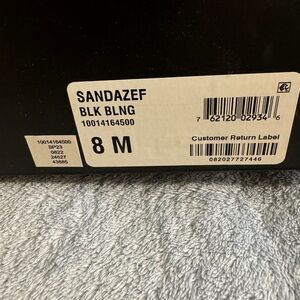 SANDAZEF
BLK BLNG
10014164500
8 M
7 62120 02934 6
Customer Return Label
082027727446
10014164500
SP23
0622
24527
43665